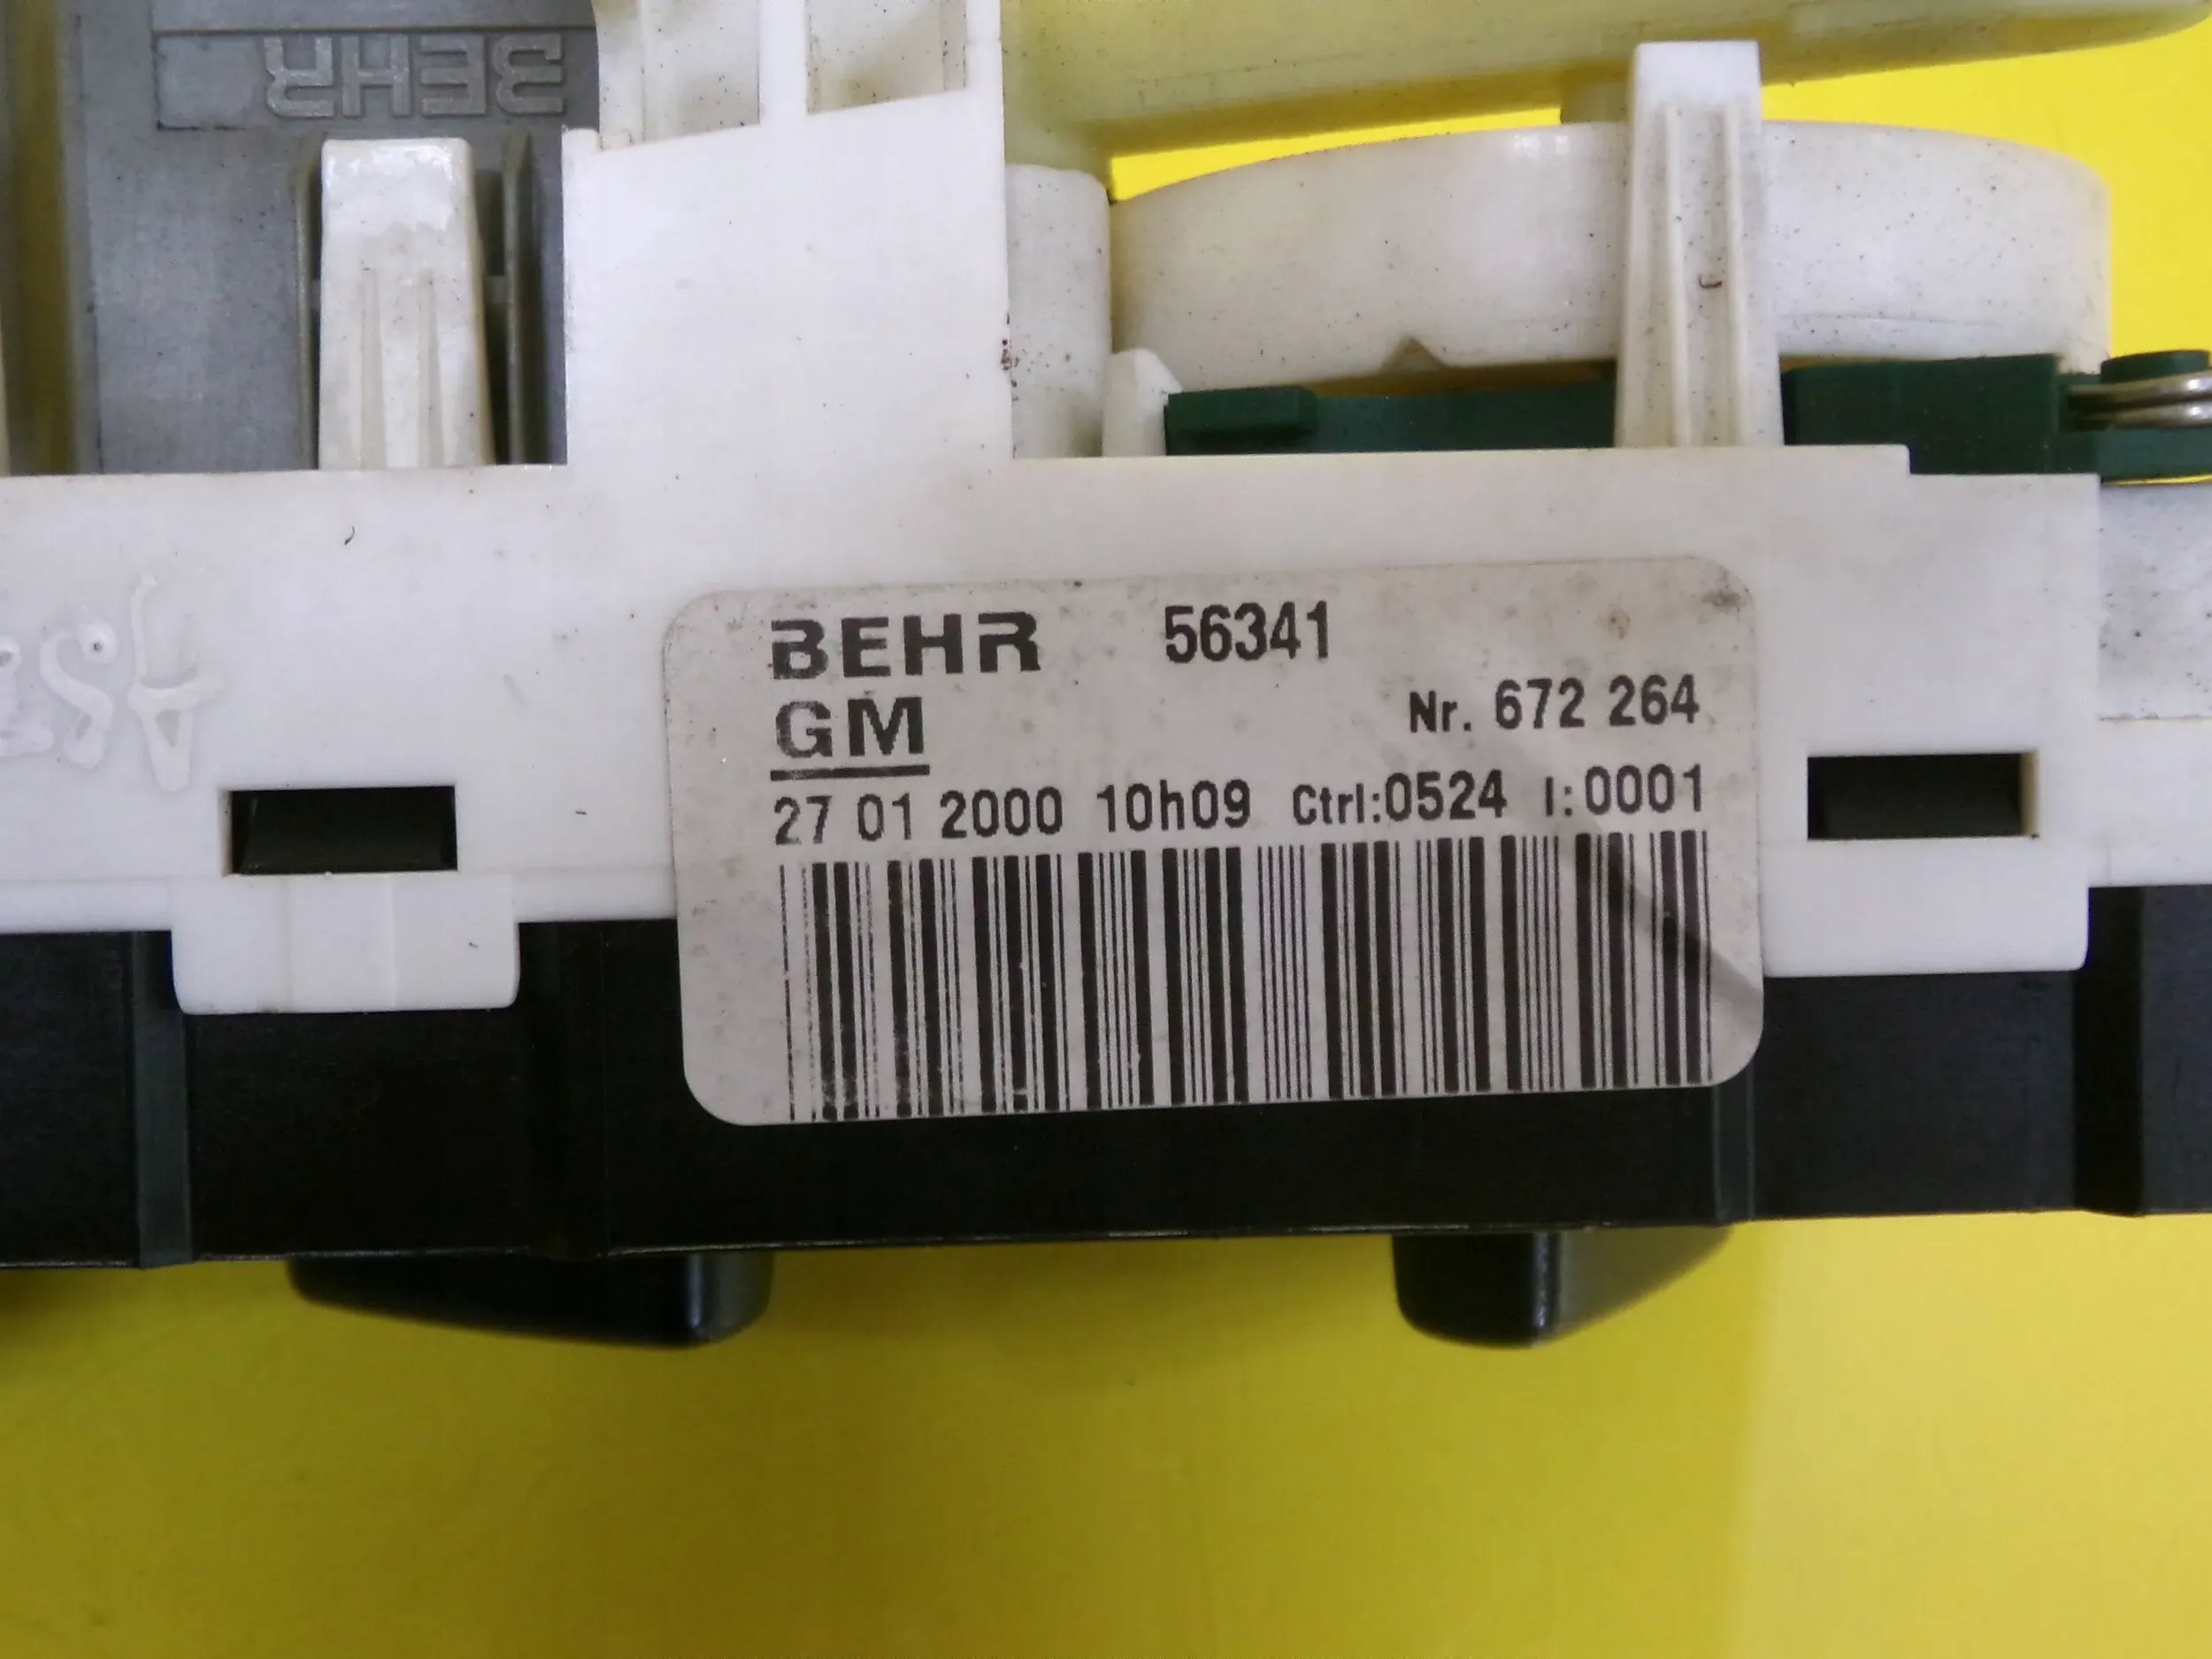 BEHR
BEHR 56341
GM Nr. 672 264
27 01 2000 10h09 Ctrl:0524 I:0001